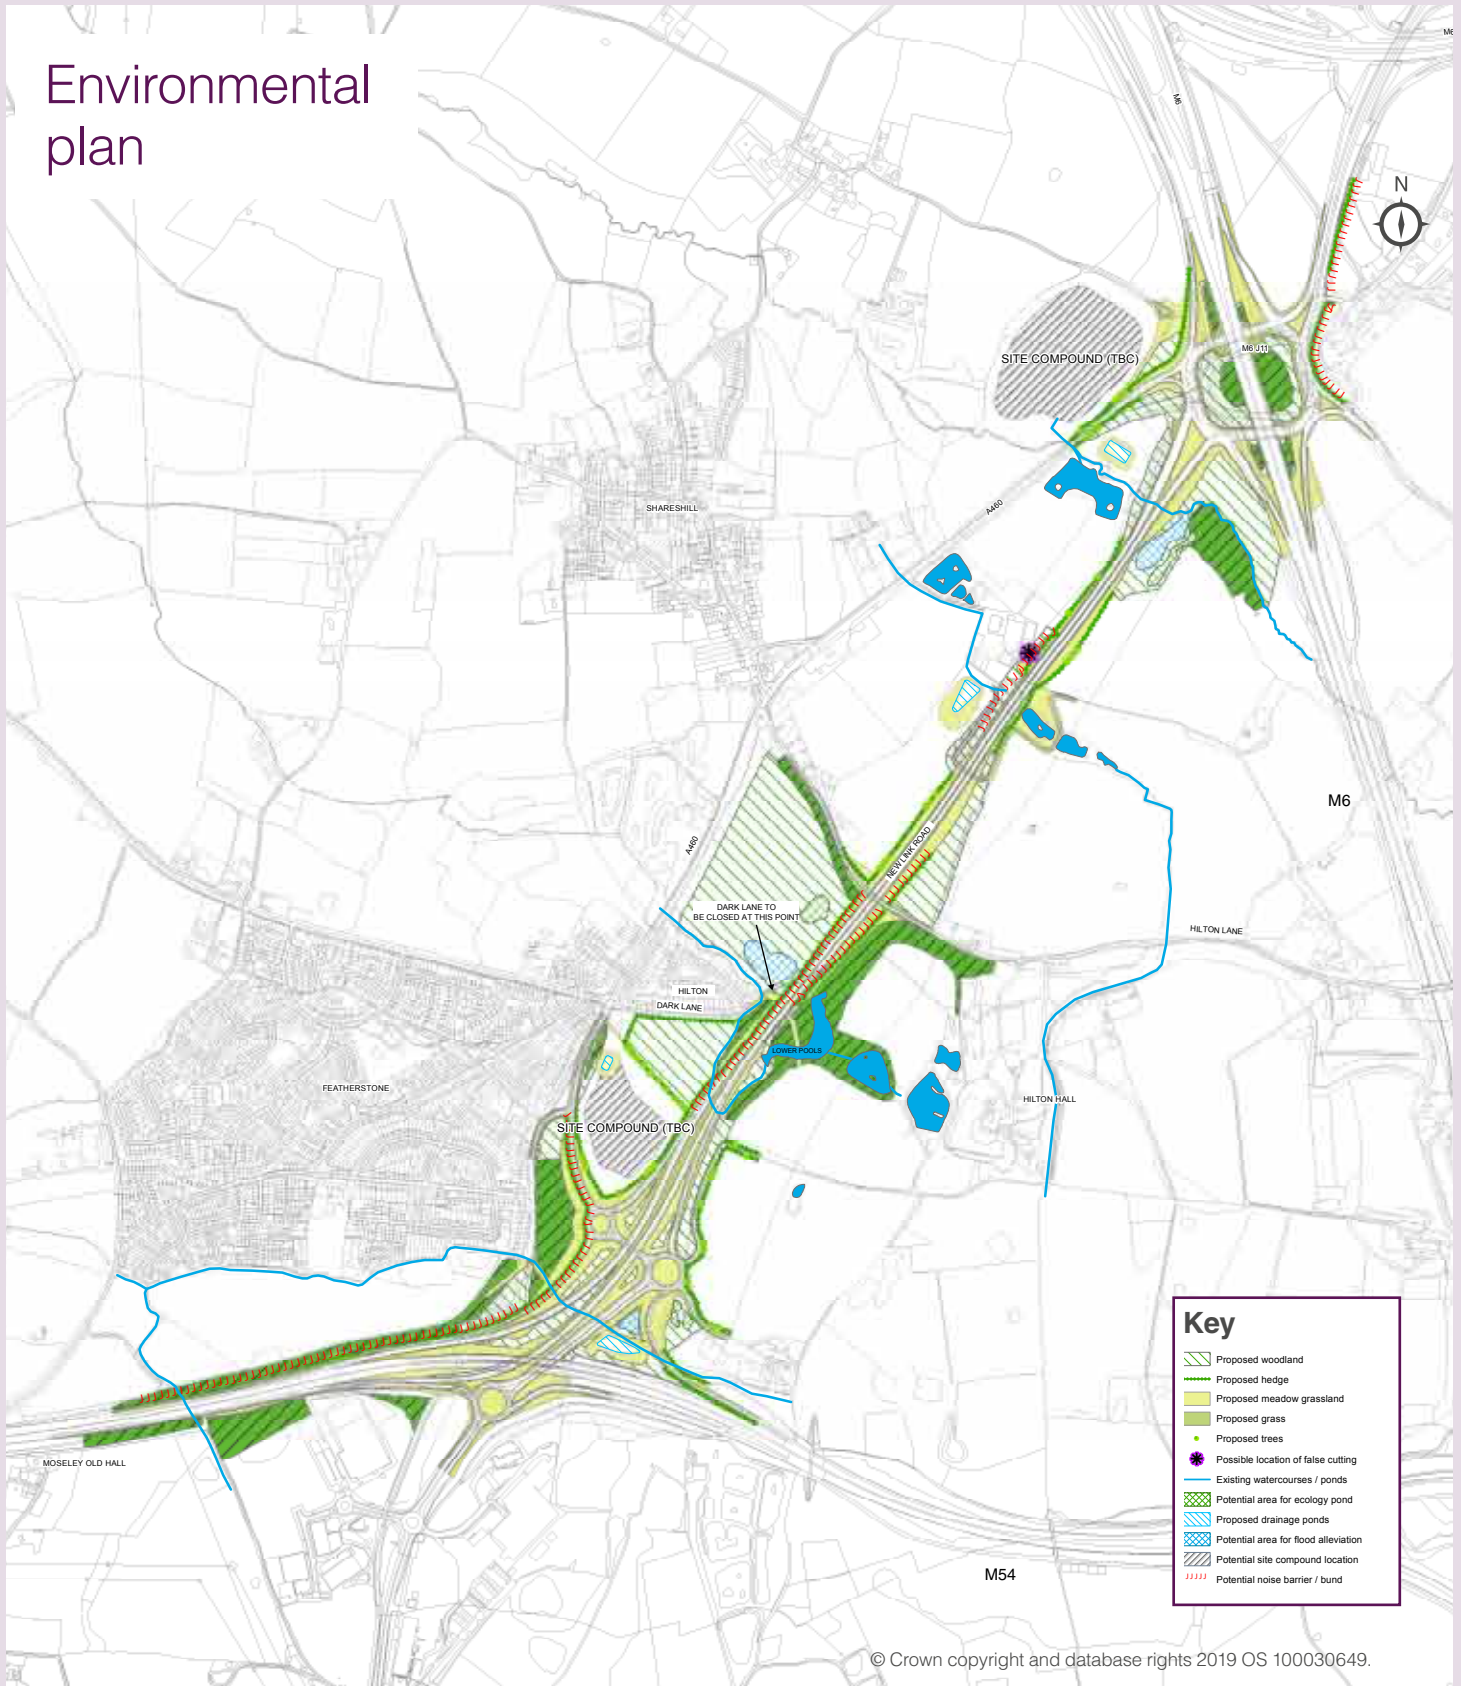 Environmental
plan
M6
M6
N
SITE COMPOUND (TBC)
M6 J11
A460
SHARESHILL
M6
A460
NEW LINK ROAD
DARK LANE TO
BE CLOSED AT THIS POINT
HILTON LANE
HILTON
DARK LANE
LOWER POOLS
FEATHERSTONE
HILTON HALL
SITE COMPOUND (TBC)
MOSELEY OLD HALL
M54
Key
Proposed woodland
Proposed hedge
Proposed meadow grassland
Proposed grass
Proposed trees
Possible location of false cutting
Existing watercourses / ponds
Potential area for ecology pond
Proposed drainage ponds
Potential area for flood alleviation
Potential site compound location
Potential noise barrier / bund
© Crown copyright and database rights 2019 OS 100030649.